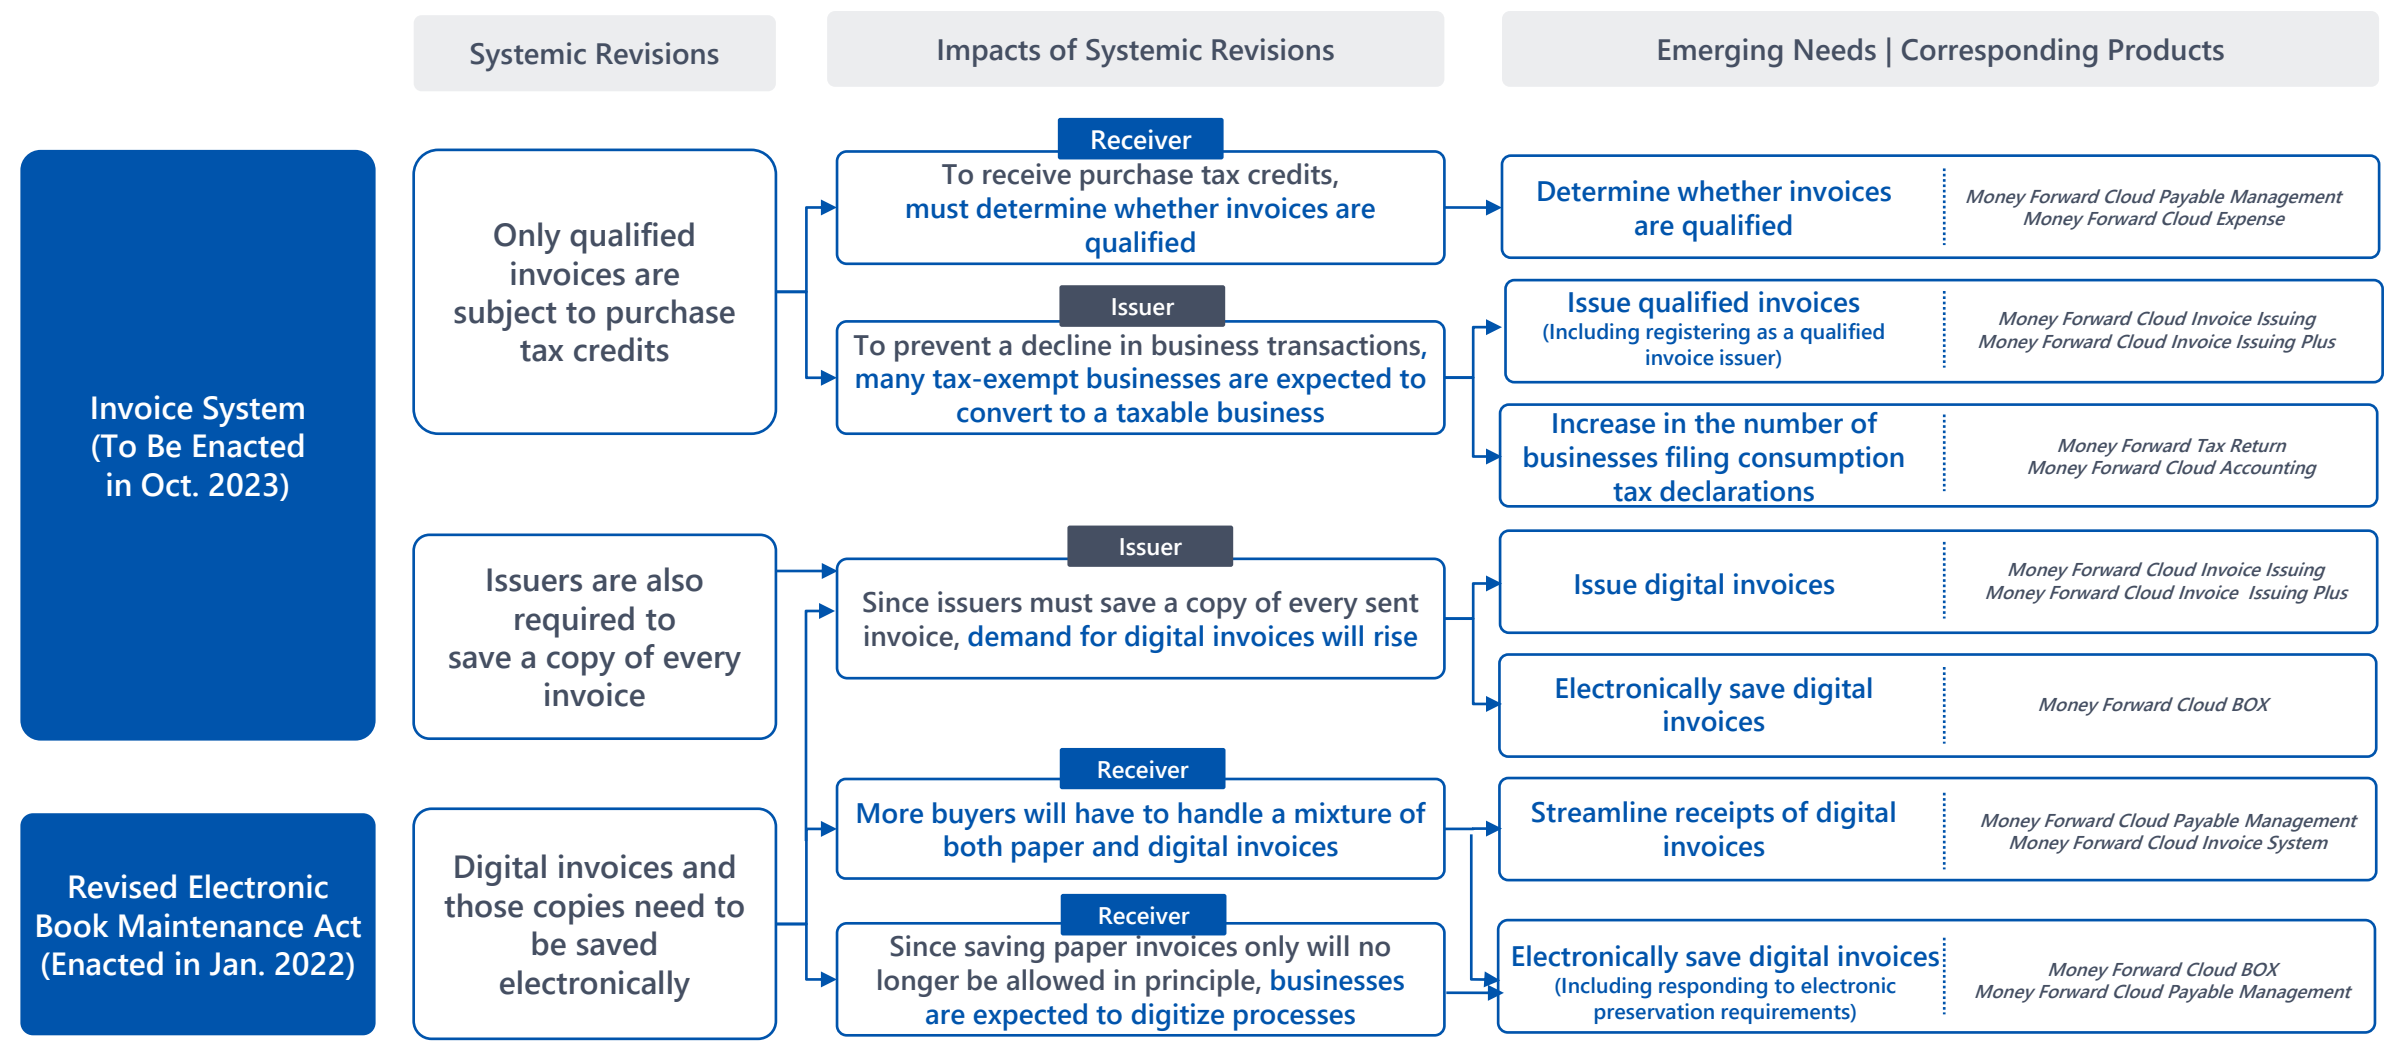 Systemic Revisions
Impacts of Systemic Revisions
Emerging Needs | Corresponding Products
Invoice System
(To Be Enacted
in Oct. 2023)
Only qualified
invoices are
subject to purchase
tax credits
Receiver
To receive purchase tax credits,
must determine whether invoices are
qualified
Determine whether invoices
are qualified
Money Forward Cloud Payable Management
Money Forward Cloud Expense
Issuer
To prevent a decline in business transactions,
many tax-exempt businesses are expected to
convert to a taxable business
Issue qualified invoices
(Including registering as a qualified
invoice issuer)
Money Forward Cloud Invoice Issuing
Money Forward Cloud Invoice Issuing Plus
Increase in the number of
businesses filing consumption
tax declarations
Money Forward Tax Return
Money Forward Cloud Accounting
Issuers are also
required to
save a copy of every
invoice
Issuer
Since issuers must save a copy of every sent
invoice, demand for digital invoices will rise
Issue digital invoices
Money Forward Cloud Invoice Issuing
Money Forward Cloud Invoice Issuing Plus
Electronically save digital
invoices
Money Forward Cloud BOX
Revised Electronic
Book Maintenance Act
(Enacted in Jan. 2022)
Digital invoices and
those copies need to
be saved
electronically
Receiver
More buyers will have to handle a mixture of
both paper and digital invoices
Streamline receipts of digital
invoices
Money Forward Cloud Payable Management
Money Forward Cloud Invoice System
Receiver
Since saving paper invoices only will no
longer be allowed in principle, businesses
are expected to digitize processes
Electronically save digital invoices
(Including responding to electronic
preservation requirements)
Money Forward Cloud BOX
Money Forward Cloud Payable Management